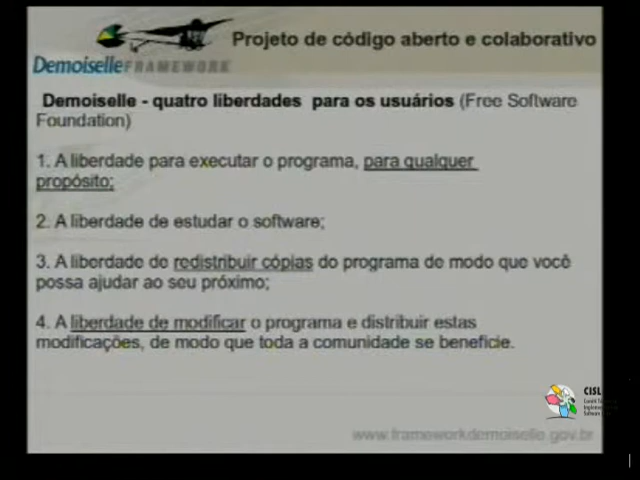 Projeto de código aberto e colaborativo
Demoiselle FRAMEWORK
Demoiselle - quatro liberdades para os usuários (Free Software
Foundation)
1. A liberdade para executar o programa, para qualquer
propósito;
2. A liberdade de estudar o software;
3. A liberdade de redistribuir cópias do programa de modo que você
possa ajudar ao seu próximo;
4. A liberdade de modificar o programa e distribuir estas
modificações, de modo que toda a comunidade se beneficie.
CISL
www.frameworkdemoiselle.gov.br